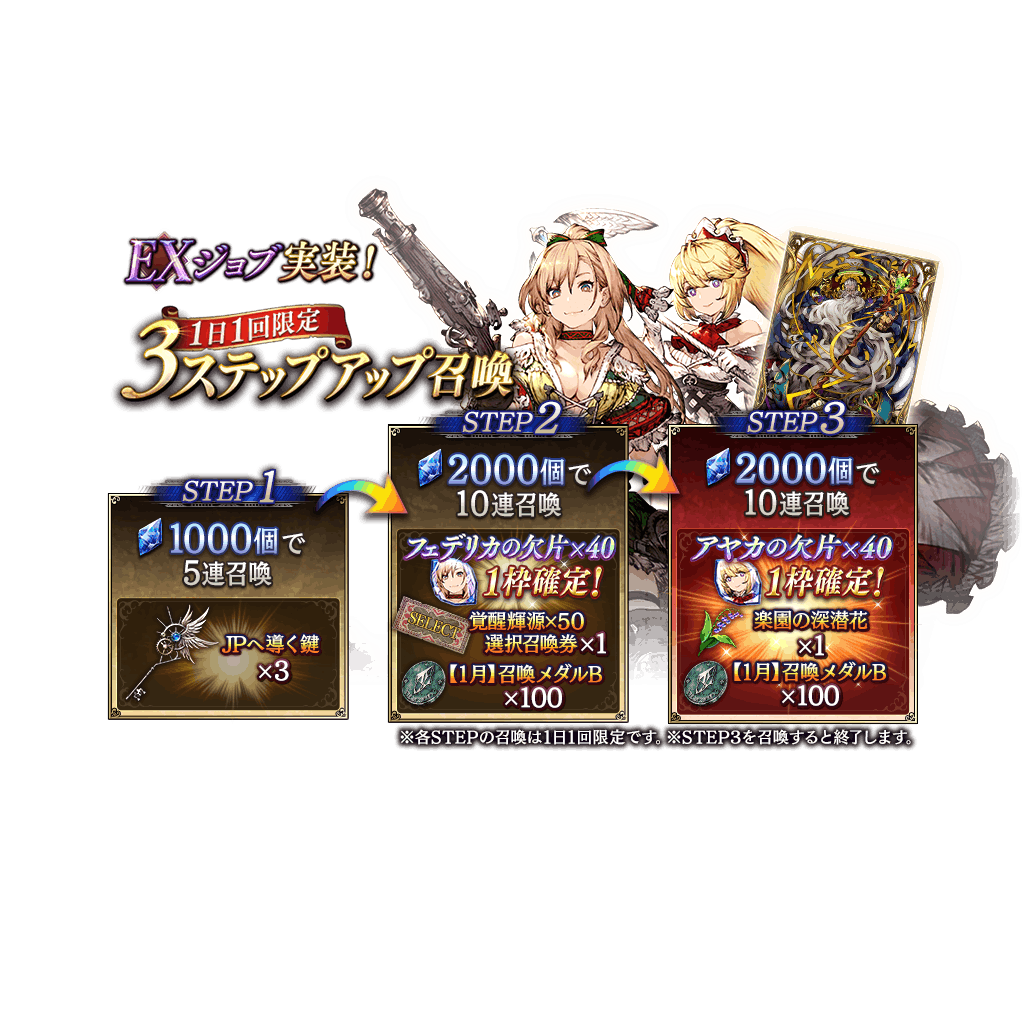 EXジョブ実装!
1日1回限定
3ステップアップ召喚
STEP1
1000個で
5連召喚
JPへ導く鍵
×3
STEP2
2000個で
10連召喚
フェデリカの欠片×40
1枠確定!
SELECT
覚醒輝源×50
選択召喚券×1
【1月】召喚メダルB
×100
STEP3
2000個で
10連召喚
アヤカの欠片×40
1枠確定!
楽園の深潜花
×1
【1月】召喚メダルB
×100
※各STEPの召喚は1日1回限定です。※STEP3を召喚すると終了します。